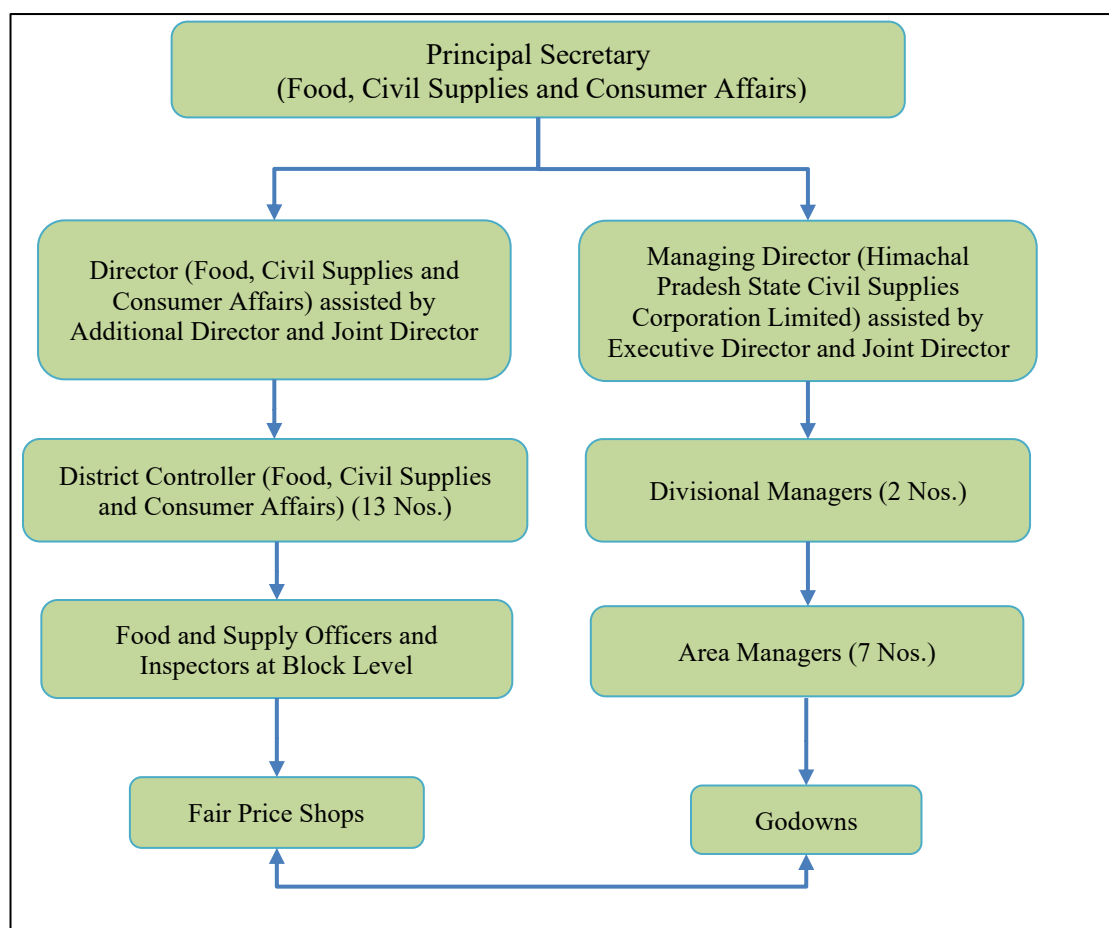 Principal Secretary
(Food, Civil Supplies and Consumer Affairs)
Director (Food, Civil Supplies and
Consumer Affairs) assisted by
Additional Director and Joint Director
Managing Director (Himachal
Pradesh State Civil Supplies
Corporation Limited) assisted by
Executive Director and Joint Director
District Controller (Food, Civil Supplies
and Consumer Affairs) (13 Nos.)
Divisional Managers (2 Nos.)
Food and Supply Officers and
Inspectors at Block Level
Area Managers (7 Nos.)
Fair Price Shops
Godowns